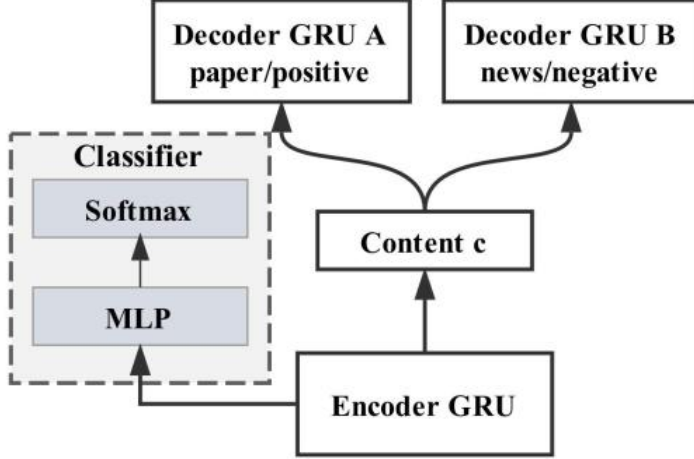 Decoder GRU A
paper/positive
Decoder GRU B
news/negative
Classifier
Softmax
Content c
MLP
Encoder GRU